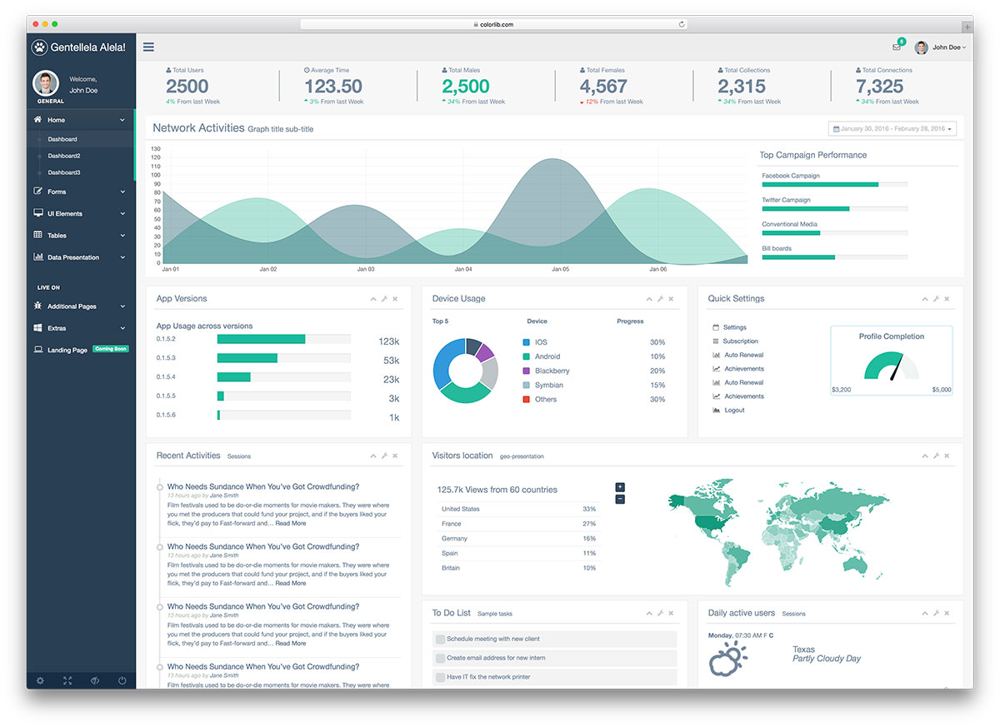 colorlib.com
Gentellela Alela!
6
John Doe
Welcome,
John Doe
GENERAL
Home
Dashboard
Dashboard2
Dashboard3
Forms
UI Elements
Tables
Data Presentation
LIVE ON
Additional Pages
Extras
Landing Page Coming Soon
Total Users
2500
4% From last Week
Average Time
123.50
3% From last Week
Total Males
2,500
34% From last Week
Total Females
4,567
12% From last Week
Total Collections
2,315
34% From last Week
Total Connections
7,325
34% From last Week
Network Activities Graph title sub-title
January 30, 2016 - February 28, 2016
130
120
110
100
90
80
70
60
50
40
30
20
10
0
Jan 01 Jan 02 Jan 03 Jan 04 Jan 05 Jan 06
Top Campaign Performance
Facebook Campaign
Twitter Campaign
Conventional Media
Bill boards
App Versions
App Usage across versions
0.1.5.2 123k
0.1.5.3 53k
0.1.5.4 23k
0.1.5.5 3k
0.1.5.6 1k
Device Usage
Top 5 Device Progress
IOS 30%
Android 10%
Blackberry 20%
Symbian 15%
Others 30%
Quick Settings
Settings
Subscription
Auto Renewal
Achievements
Auto Renewal
Achievements
Logout
Profile Completion
$3,200 $5,000
Recent Activities Sessions
Who Needs Sundance When You've Got Crowdfunding?
13 hours ago by Jane Smith
Film festivals used to be do-or-die moments for movie makers. They were where
you met the producers that could fund your project, and if the buyers liked your
flick, they'd pay to Fast-forward and... Read More
Who Needs Sundance When You've Got Crowdfunding?
13 hours ago by Jane Smith
Film festivals used to be do-or-die moments for movie makers. They were where
you met the producers that could fund your project, and if the buyers liked your
flick, they'd pay to Fast-forward and... Read More
Who Needs Sundance When You've Got Crowdfunding?
13 hours ago by Jane Smith
Film festivals used to be do-or-die moments for movie makers. They were where
you met the producers that could fund your project, and if the buyers liked your
flick, they'd pay to Fast-forward and... Read More
Who Needs Sundance When You've Got Crowdfunding?
13 hours ago by Jane Smith
Film festivals used to be do-or-die moments for movie makers. They were where
Visitors location geo-presentation
125.7k Views from 60 countries
United States 33%
France 27%
Germany 16%
Spain 11%
Britain 10%
+
−
To Do List Sample tasks
Schedule meeting with new client
Create email address for new intern
Have IT fix the network printer
Daily active users Sessions
Monday, 07:30 AM F C
Texas
Partly Cloudy Day